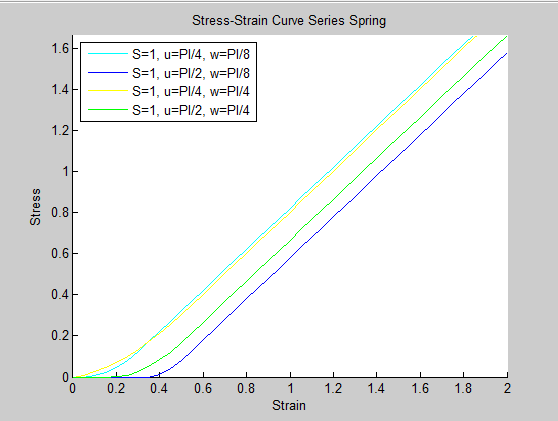 Stress-Strain Curve Series Spring
S=1, u=PI/4, w=PI/8
S=1, u=PI/2, w=PI/8
S=1, u=PI/4, w=PI/4
S=1, u=PI/2, w=PI/4
Stress
1.6
1.4
1.2
1
0.8
0.6
0.4
0.2
0
0 0.2 0.4 0.6 0.8 1 1.2 1.4 1.6 1.8 2
Strain